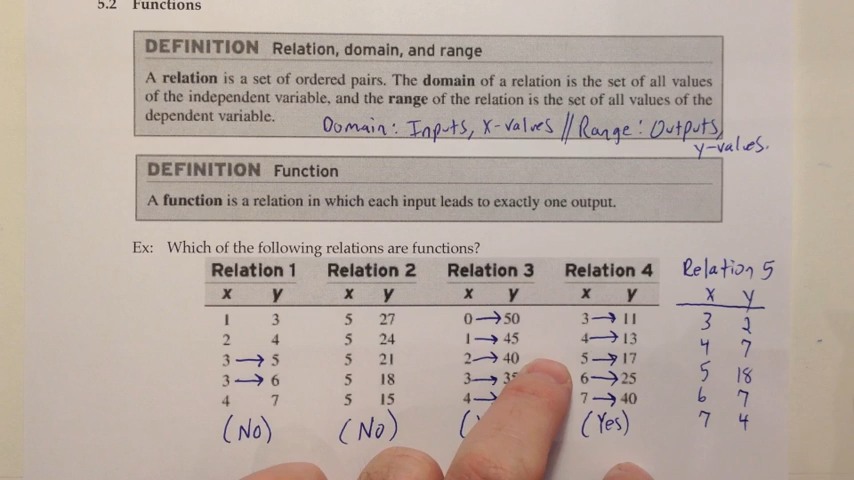 5.2 Functions
DEFINITION Relation, domain, and range
A relation is a set of ordered pairs. The domain of a relation is the set of all values
of the independent variable, and the range of the relation is the set of all values of the
dependent variable.
Domain: Inputs, X-values // Range: Outputs,
y-values.
DEFINITION Function
A function is a relation in which each input leads to exactly one output.
Ex: Which of the following relations are functions?
Relation 1 Relation 2 Relation 3 Relation 4 Relation 5
x y x y x y x y X Y
1 3 5 27 0→50 3→11 3 2
2 4 5 24 1→45 4→13 4 7
3→5 5 21 2→40 5→17 5 18
3→6 5 18 3→35 6→25 6 7
4 7 5 15 4→ 7→40 7 4
(No) (No) ( (Yes)